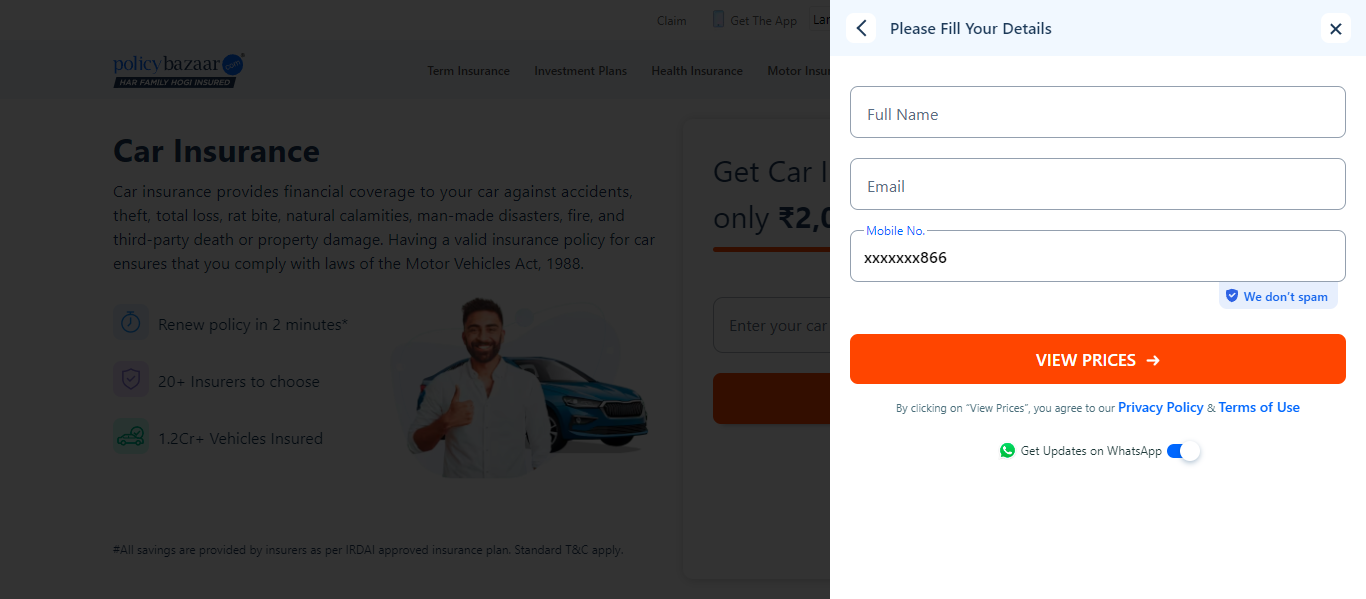 Claim
Get The App
Lan
policybazaar.com
HAR FAMILY HOGI INSURED
Term Insurance
Investment Plans
Health Insurance
Motor Insur
Car Insurance
Car insurance provides financial coverage to your car against accidents,
theft, total loss, rat bite, natural calamities, man-made disasters, fire, and
third-party death or property damage. Having a valid insurance policy for car
ensures that you comply with laws of the Motor Vehicles Act, 1988.
Renew policy in 2 minutes*
20+ Insurers to choose
1.2Cr+ Vehicles Insured
#All savings are provided by insurers as per IRDAI approved insurance plan. Standard T&C apply.
Get Car I
only ₹2,0
Enter your car
Please Fill Your Details
Full Name
Email
Mobile No.
xxxxxxx866
We don't spam
VIEW PRICES →
By clicking on “View Prices”, you agree to our Privacy Policy & Terms of Use
Get Updates on WhatsApp